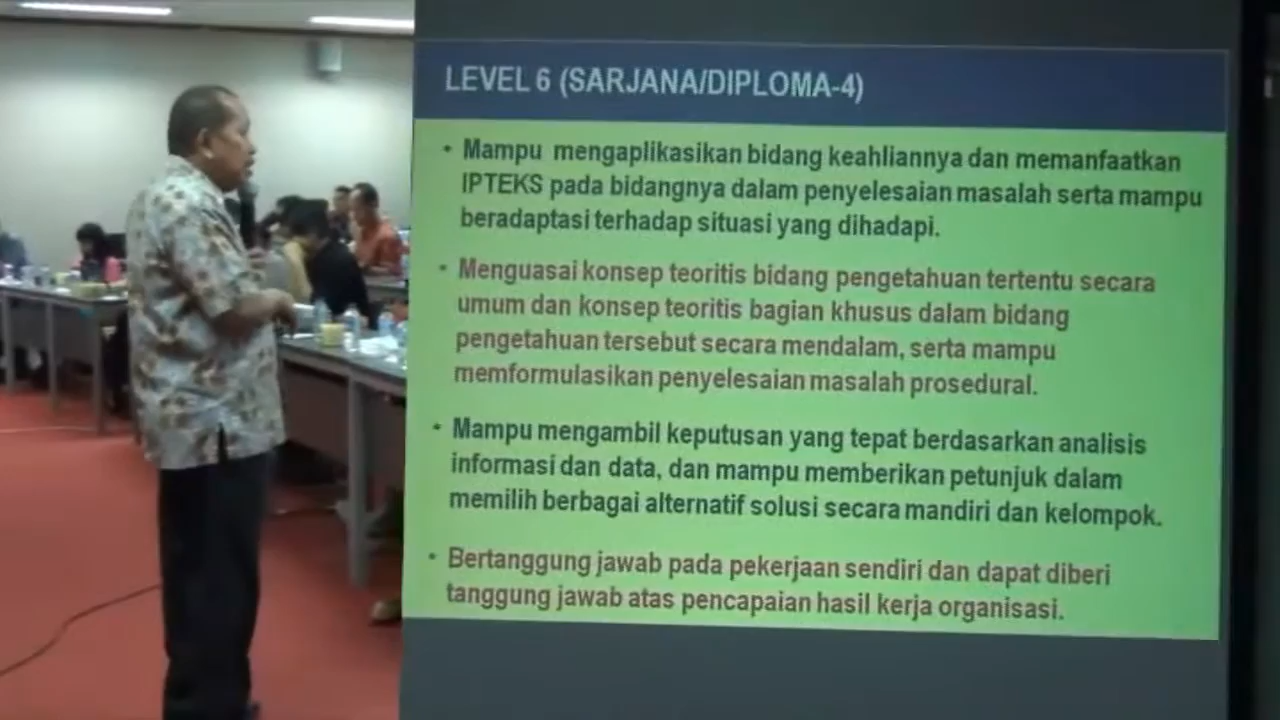 LEVEL 6 (SARJANA/DIPLOMA-4)
• Mampu mengaplikasikan bidang keahliannya dan memanfaatkan
IPTEKS pada bidangnya dalam penyelesaian masalah serta mampu
beradaptasi terhadap situasi yang dihadapi.
• Menguasai konsep teoritis bidang pengetahuan tertentu secara
umum dan konsep teoritis bagian khusus dalam bidang
pengetahuan tersebut secara mendalam, serta mampu
memformulasikan penyelesaian masalah prosedural.
• Mampu mengambil keputusan yang tepat berdasarkan analisis
informasi dan data, dan mampu memberikan petunjuk dalam
memilih berbagai alternatif solusi secara mandiri dan kelompok.
• Bertanggung jawab pada pekerjaan sendiri dan dapat diberi
tanggung jawab atas pencapaian hasil kerja organisasi.